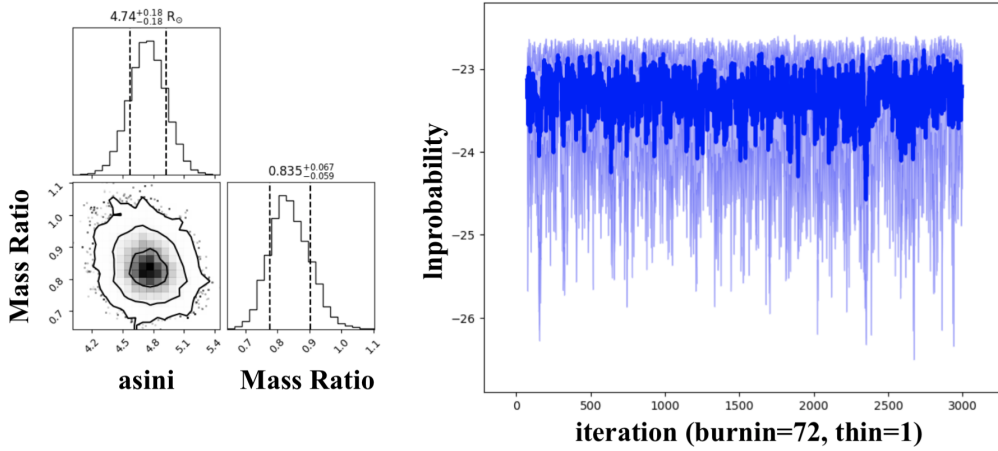 4.74+0.18−0.18 R⊙
Mass Ratio
1.1
1.0
0.9
0.8
0.7
0.835+0.067−0.059
4.2 4.5 4.8 5.1 5.4
0.7 0.8 0.9 1.0 1.1
asini
Mass Ratio
lnprobability
−23
−24
−25
−26
0 500 1000 1500 2000 2500 3000
iteration (burnin=72, thin=1)